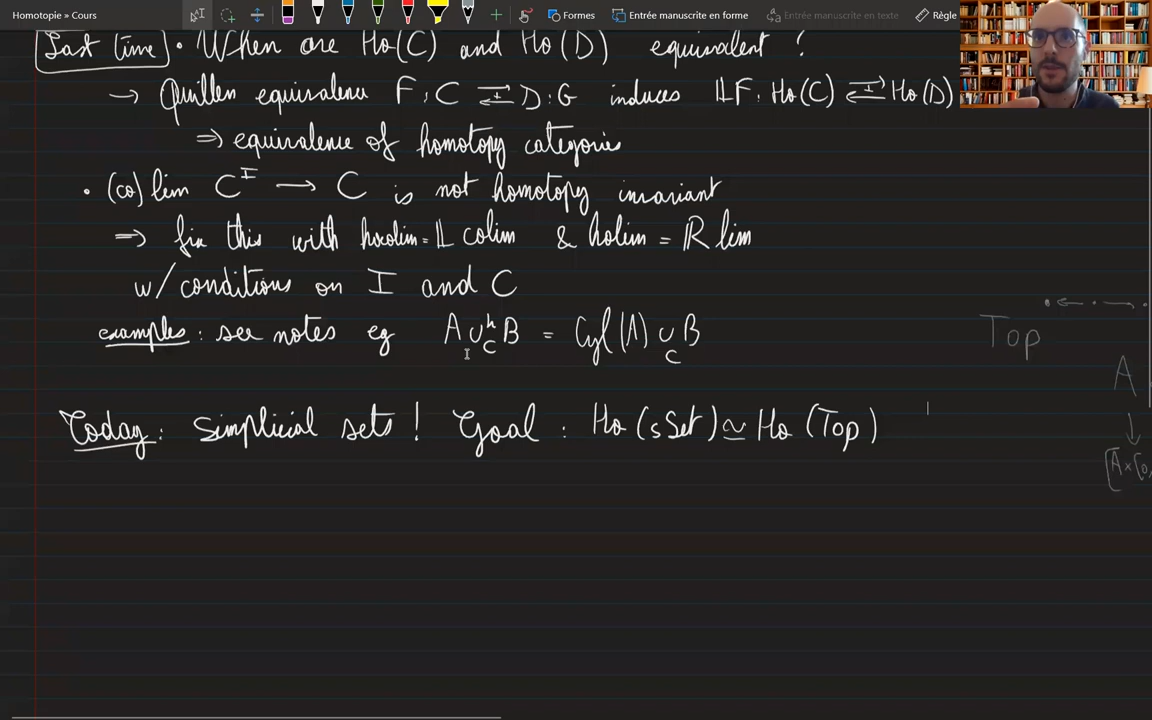 Homotopie » Cours
Formes
Entrée manuscrite en forme
Entrée manuscrite en texte
Règle
Last time • When are Ho(C) and Ho(D) equivalent ?
→ Quillen equivalence F : C ⇄ D : G induces 𝕃F : Ho(C) ⇄ Ho(D)
⇒ equivalence of homotopy categories
• (co)lim C^I → C is not homotopy invariant
⇒ fix this with hocolim = 𝕃 colim & holim = ℝ lim
w/ conditions on I and C
examples : see notes eg A ∪^h_C B = Cyl(A) ∪_C B
Top
A
↓
[A × [0,
Today : Simplicial sets ! Goal : Ho(sSet) ≃ Ho(Top)